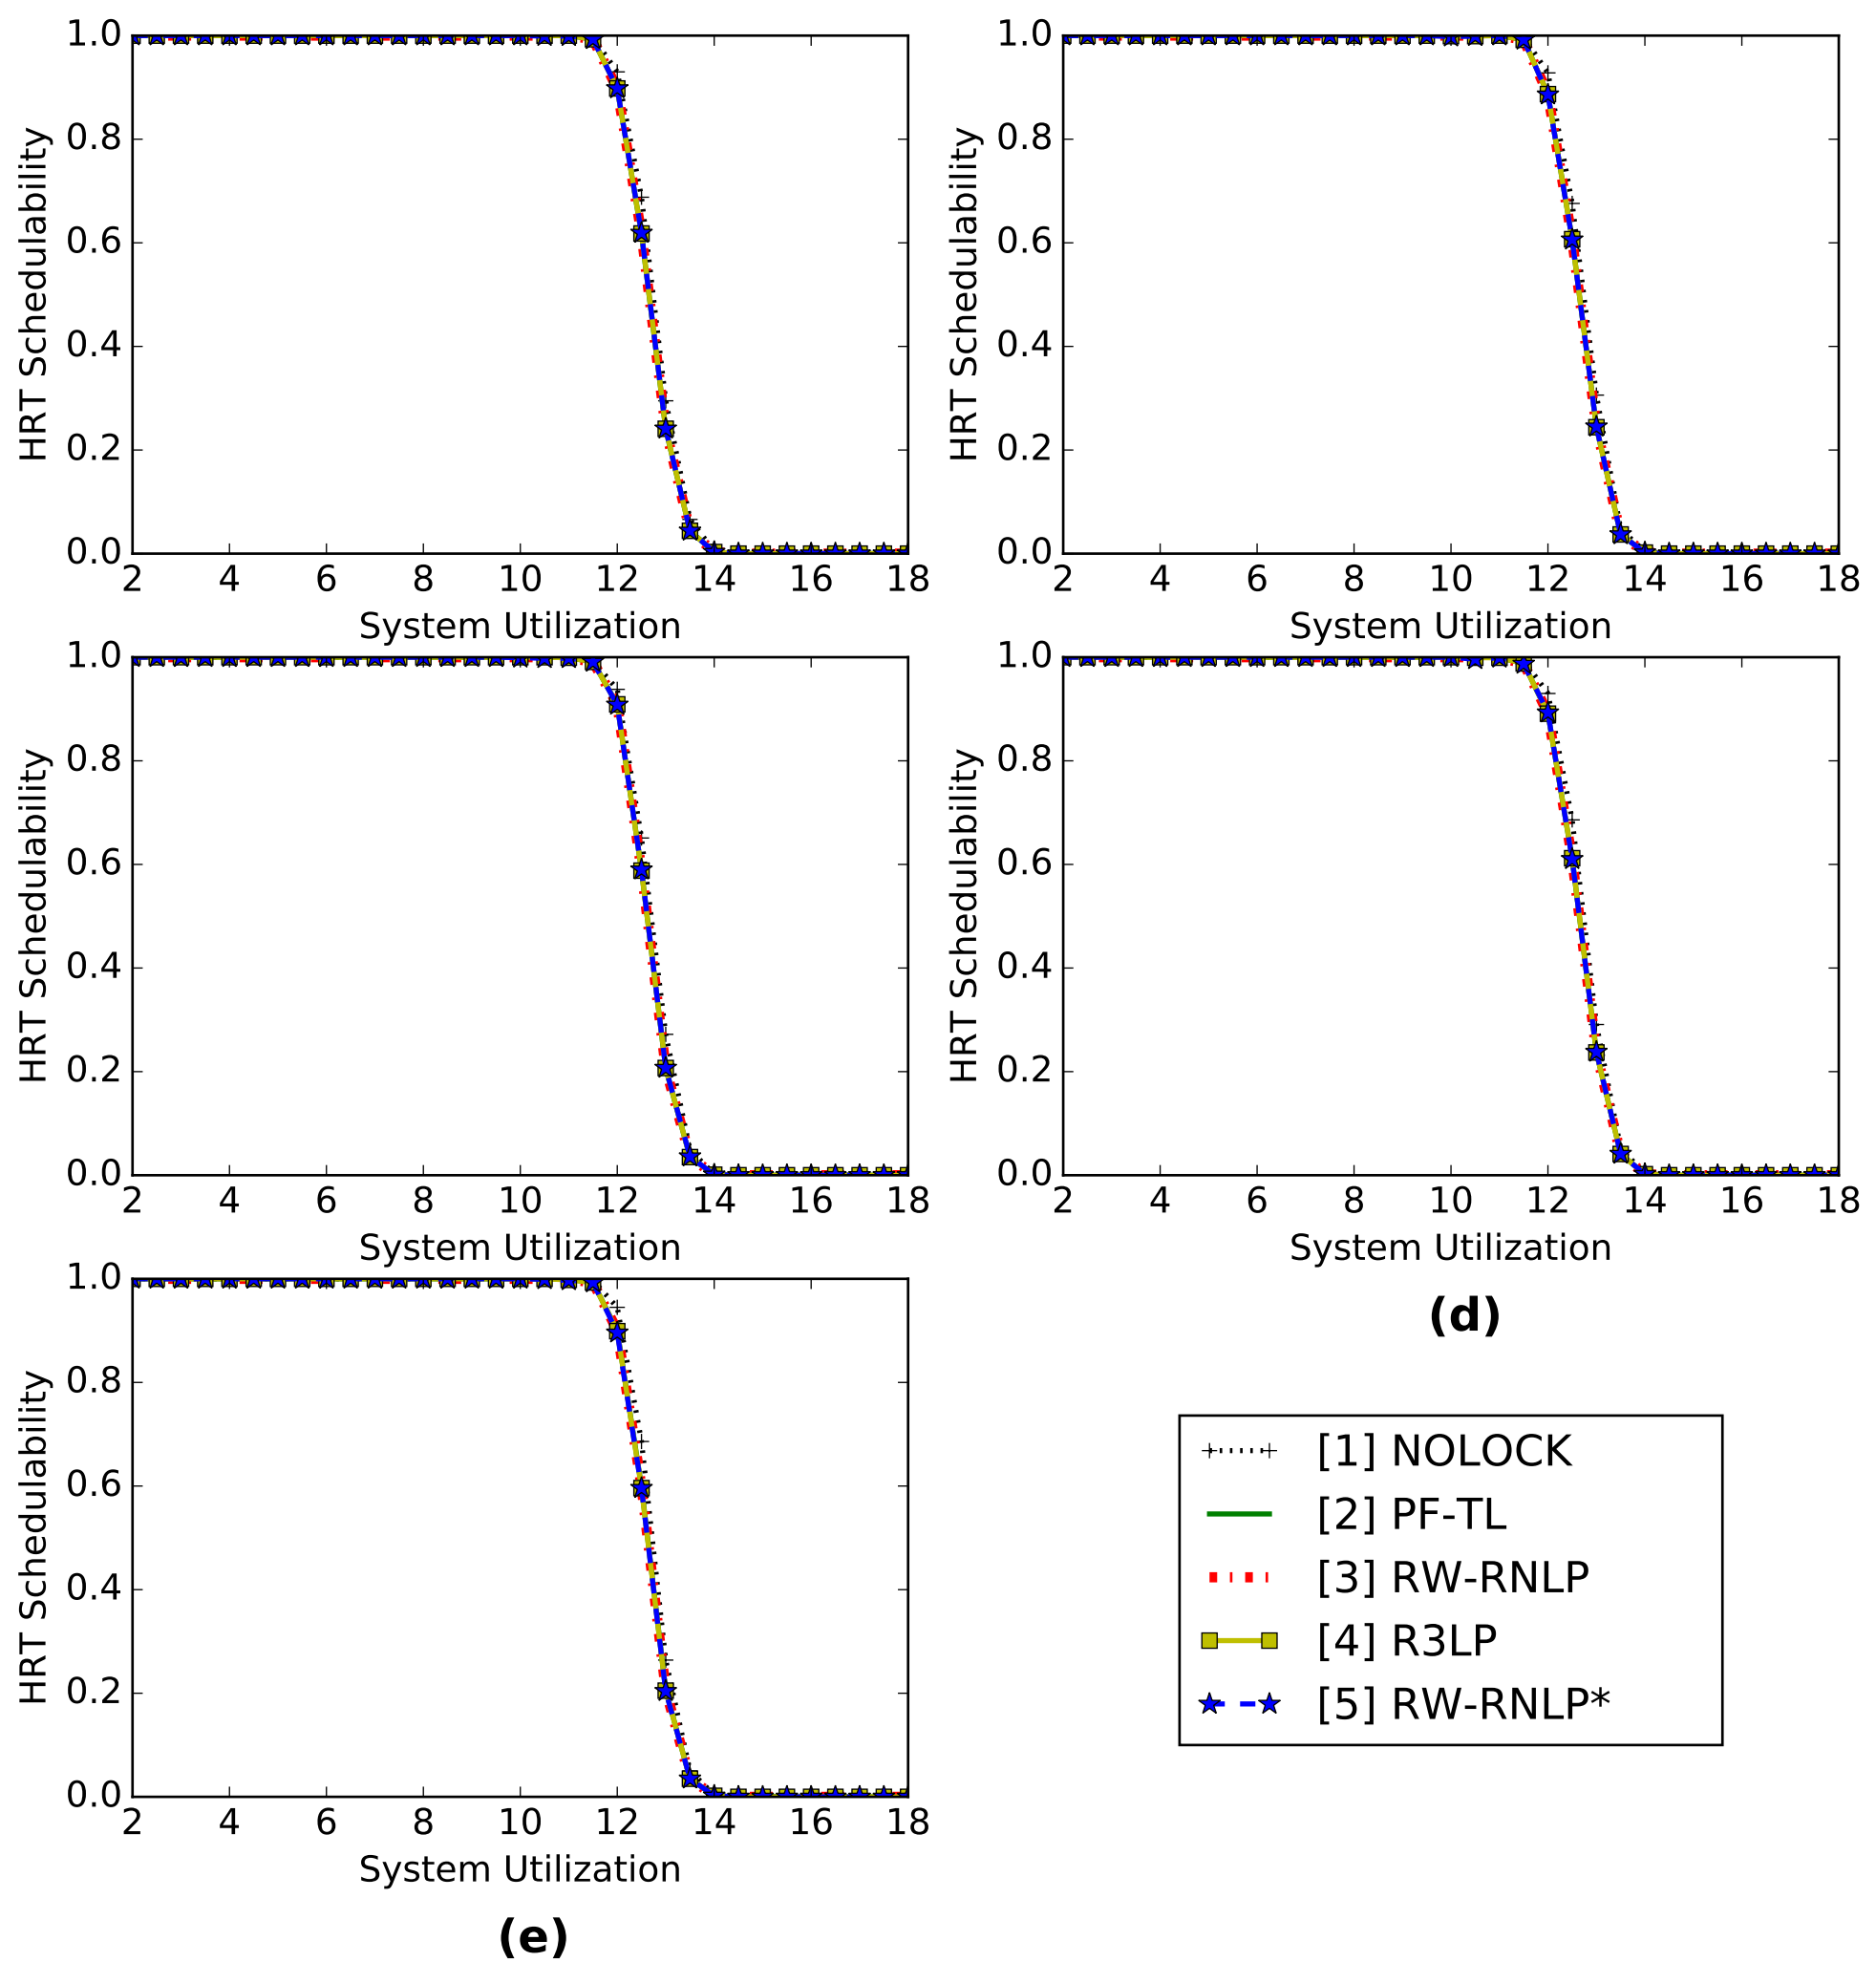 1.0
0.8
0.6
0.4
0.2
0.0
HRT Schedulability
2 4 6 8 10 12 14 16 18
System Utilization
1.0
0.8
0.6
0.4
0.2
0.0
HRT Schedulability
2 4 6 8 10 12 14 16 18
System Utilization
1.0
0.8
0.6
0.4
0.2
0.0
HRT Schedulability
2 4 6 8 10 12 14 16 18
System Utilization
1.0
0.8
0.6
0.4
0.2
0.0
HRT Schedulability
2 4 6 8 10 12 14 16 18
System Utilization
(d)
1.0
0.8
0.6
0.4
0.2
0.0
HRT Schedulability
2 4 6 8 10 12 14 16 18
System Utilization
(e)
[1] NOLOCK
[2] PF-TL
[3] RW-RNLP
[4] R3LP
[5] RW-RNLP*